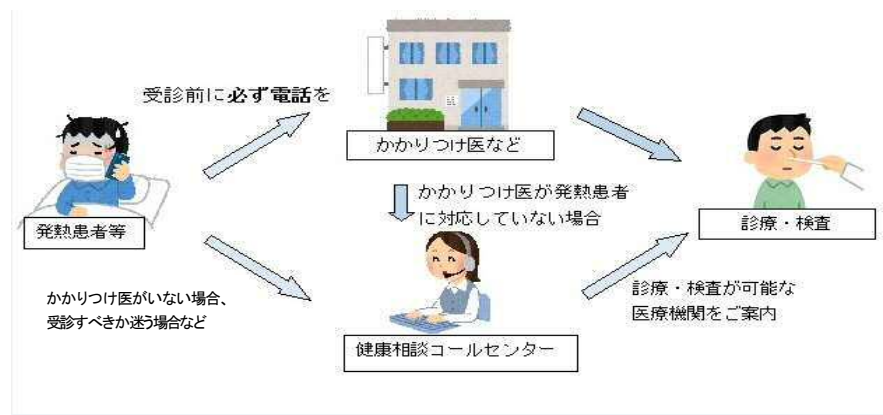 受診前に必ず電話を
かかりつけ医など
かかりつけ医が発熱患者
に対応していない場合
発熱患者等
診療・検査
かかりつけ医がいない場合、
受診すべきか迷う場合など
診療・検査が可能な
医療機関をご案内
健康相談コールセンター